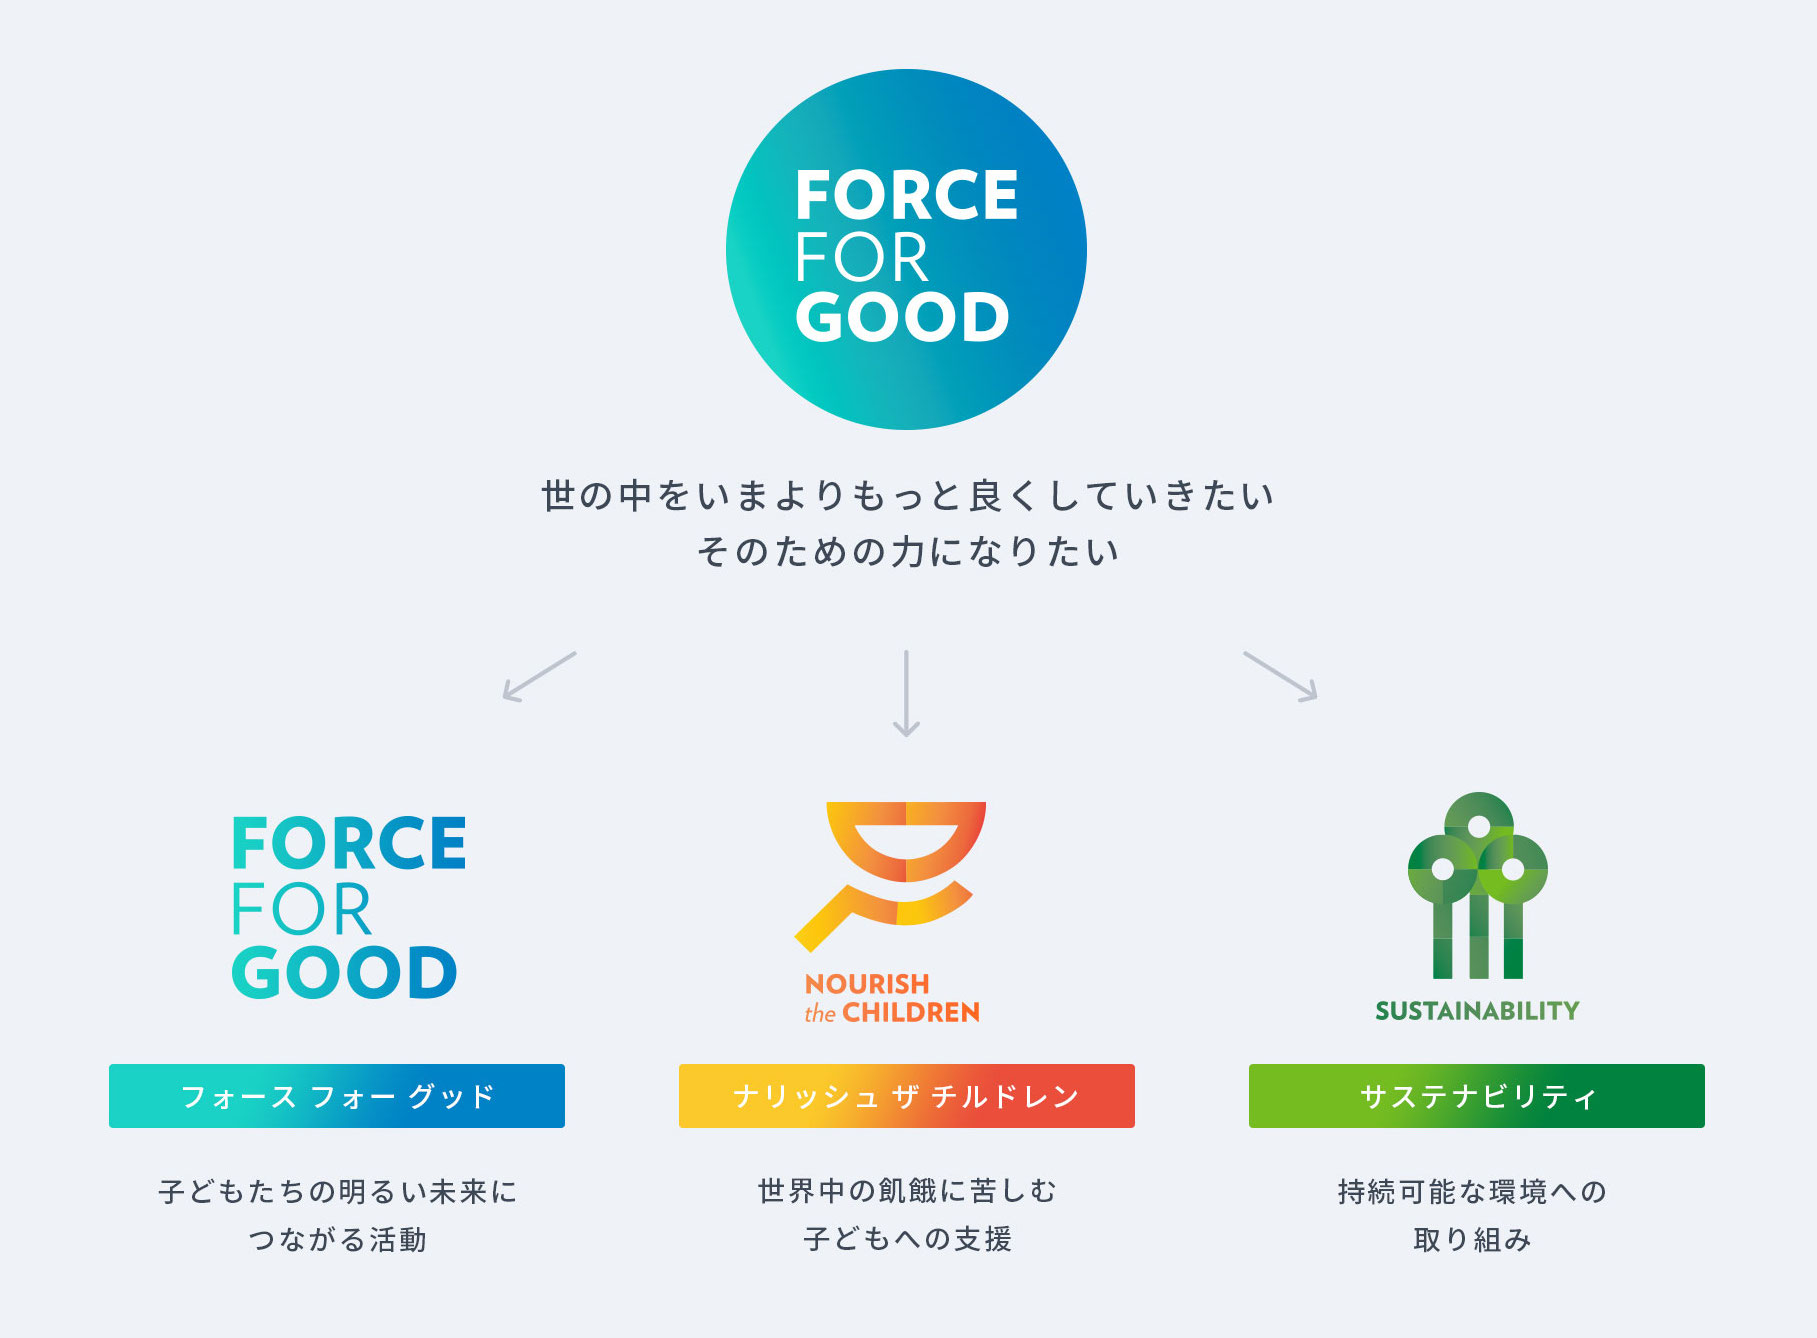 FORCE
FOR
GOOD
世の中をいまよりもっと良くしていきたい
そのための力になりたい
FORCE
FOR
GOOD
フォース フォー グッド
子どもたちの明るい未来に
つながる活動
NOURISH
the CHILDREN
ナリッシュ ザ チルドレン
世界中の飢餓に苦しむ
子どもへの支援
SUSTAINABILITY
サステナビリティ
持続可能な環境への
取り組み